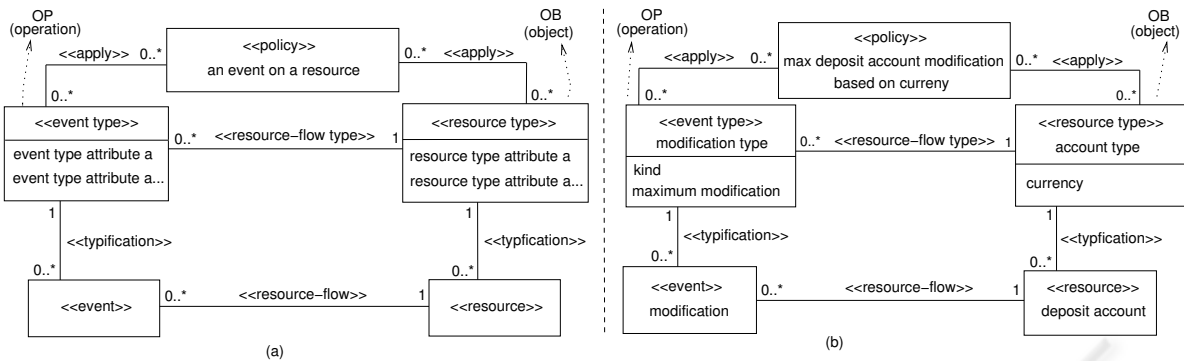 OP
(operation)
OB
(object)
<<policy>>
an event on a resource
<<apply>>
0..*
0..*
<<apply>>
0..*
0..*
<<event type>>
event type attribute a
event type attribute a...
0..*
<<resource−flow type>>
1
<<resource type>>
resource type attribute a
resource type attribute a...
1
<<typification>>
0..*
1
<<typfication>>
0..*
<<event>>
0..*
<<resource−flow>>
1
<<resource>>
(a)
OP
(operation)
OB
(object)
<<policy>>
max deposit account modification
based on curreny
<<apply>>
0..*
0..*
<<apply>>
0..*
0..*
<<event type>>
modification type
kind
maximum modification
0..*
<<resource−flow type>>
1
<<resource type>>
account type
currency
1
<<typification>>
0..*
1
<<typfication>>
0..*
<<event>>
modification
0..*
<<resource−flow>>
1
<<resource>>
deposit account
(b)